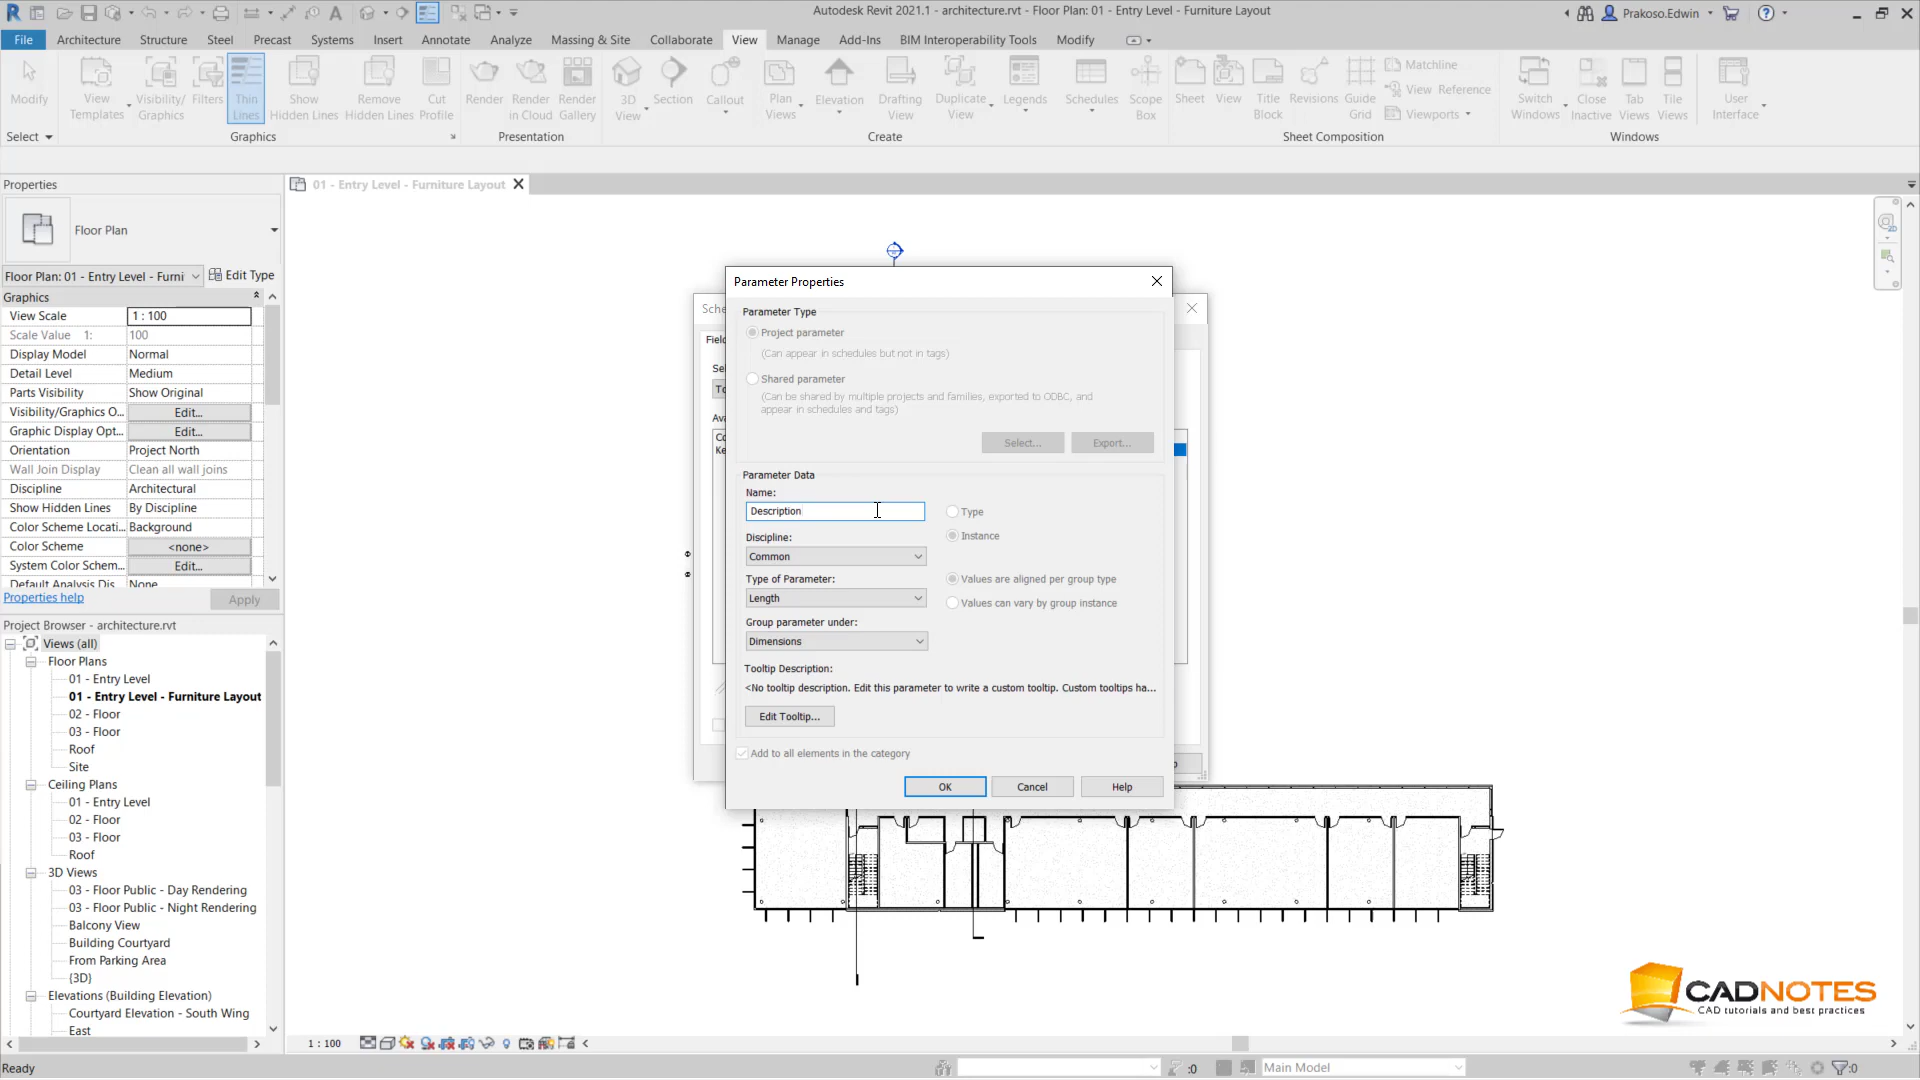 Autodesk Revit 2021.1 - architecture.rvt - Floor Plan: 01 - Entry Level - Furniture Layout
Prakoso.Edwin
File Architecture Structure Steel Precast Systems Insert Annotate Analyze Massing & Site Collaborate View Manage Add-Ins BIM Interoperability Tools Modify
Modify
View Templates
Visibility/ Graphics
Filters
Thin Lines
Show Hidden Lines
Remove Hidden Lines
Cut Profile
Render
Render in Cloud
Render Gallery
3D View
Section
Callout
Plan Views
Elevation
Drafting View
Duplicate View
Legends
Schedules
Scope Box
Sheet
View
Title Block
Revisions
Guide Grid
Matchline
View Reference
Viewports
Switch Windows
Close Inactive
Tab Views
Tile Views
User Interface
Select Graphics Presentation Create Sheet Composition Windows
Properties
01 - Entry Level - Furniture Layout
Floor Plan
Floor Plan: 01 - Entry Level - Furni Edit Type
Graphics
View Scale 1 : 100
Scale Value 1: 100
Display Model Normal
Detail Level Medium
Parts Visibility Show Original
Visibility/Graphics O... Edit...
Graphic Display Opt... Edit...
Orientation Project North
Wall Join Display Clean all wall joins
Discipline Architectural
Show Hidden Lines By Discipline
Color Scheme Locati... Background
Color Scheme <none>
System Color Schem... Edit...
Default Analysis Dis... None
Properties help Apply
Project Browser - architecture.rvt
Views (all)
Floor Plans
01 - Entry Level
01 - Entry Level - Furniture Layout
02 - Floor
03 - Floor
Roof
Site
Ceiling Plans
01 - Entry Level
02 - Floor
03 - Floor
Roof
3D Views
03 - Floor Public - Day Rendering
03 - Floor Public - Night Rendering
Balcony View
Building Courtyard
From Parking Area
{3D}
Elevations (Building Elevation)
Courtyard Elevation - South Wing
East
Sche
Field
Se
To
Ava
Co
Ke
p
Parameter Properties
Parameter Type
Project parameter
(Can appear in schedules but not in tags)
Shared parameter
(Can be shared by multiple projects and families, exported to ODBC, and
appear in schedules and tags)
Select... Export...
Parameter Data
Name:
Description
Type
Discipline:
Instance
Common
Type of Parameter:
Values are aligned per group type
Length
Values can vary by group instance
Group parameter under:
Dimensions
Tooltip Description:
<No tooltip description. Edit this parameter to write a custom tooltip. Custom tooltips ha...
Edit Tooltip...
Add to all elements in the category
OK Cancel Help
CADNOTES
CAD tutorials and best practices
1 : 100
Ready
:0
Main Model
:0